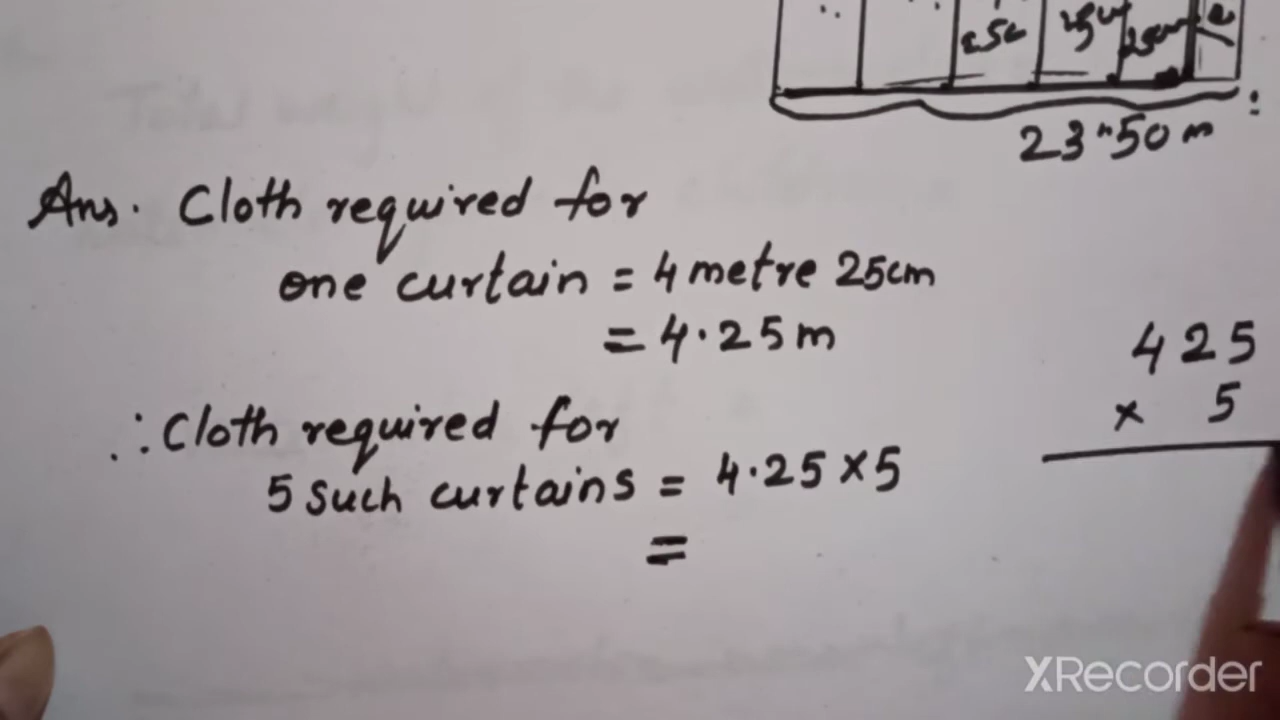 25cm
23.50 m
Ans. Cloth required for
one curtain = 4 metre 25cm
= 4.25 m
∴ Cloth required for
5 such curtains = 4.25 × 5
=
425
× 5
XRecorder